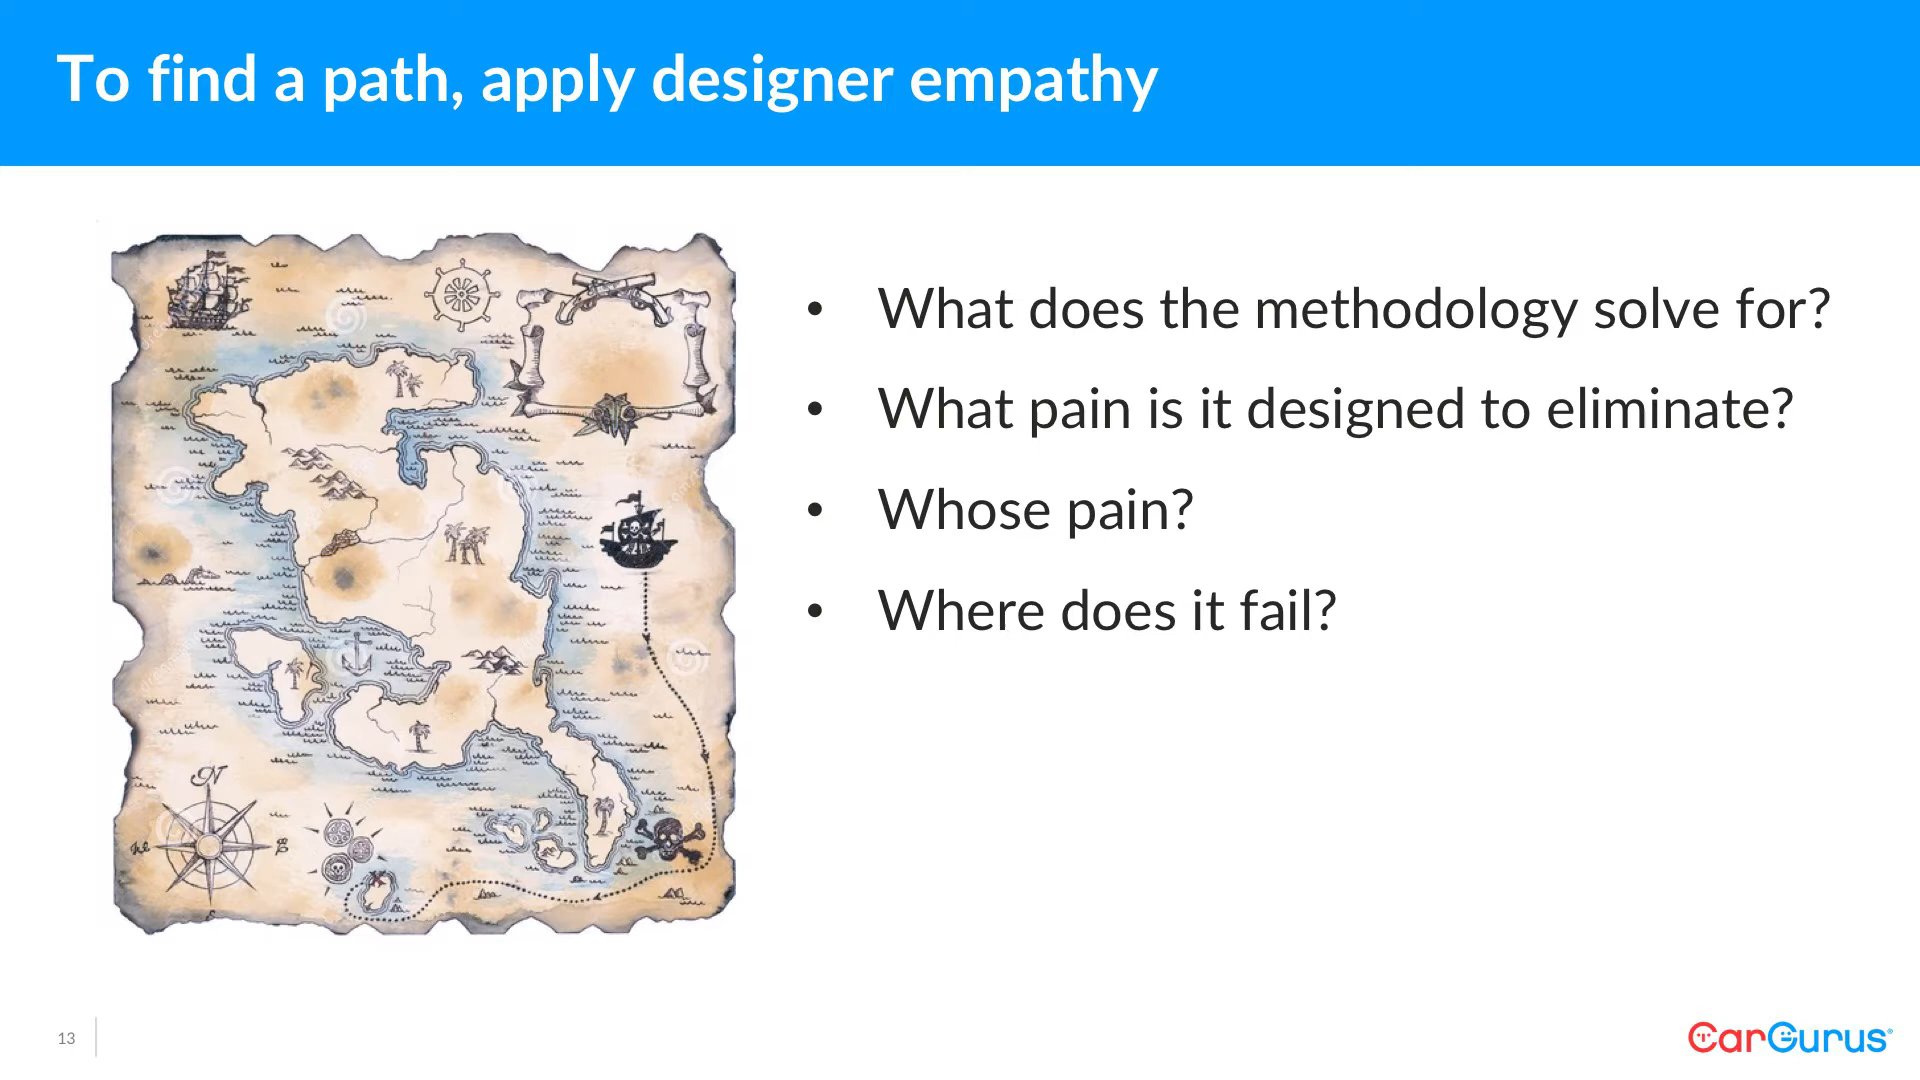 To find a path, apply designer empathy
N
• What does the methodology solve for?
• What pain is it designed to eliminate?
• Whose pain?
• Where does it fail?
13
CarGurus